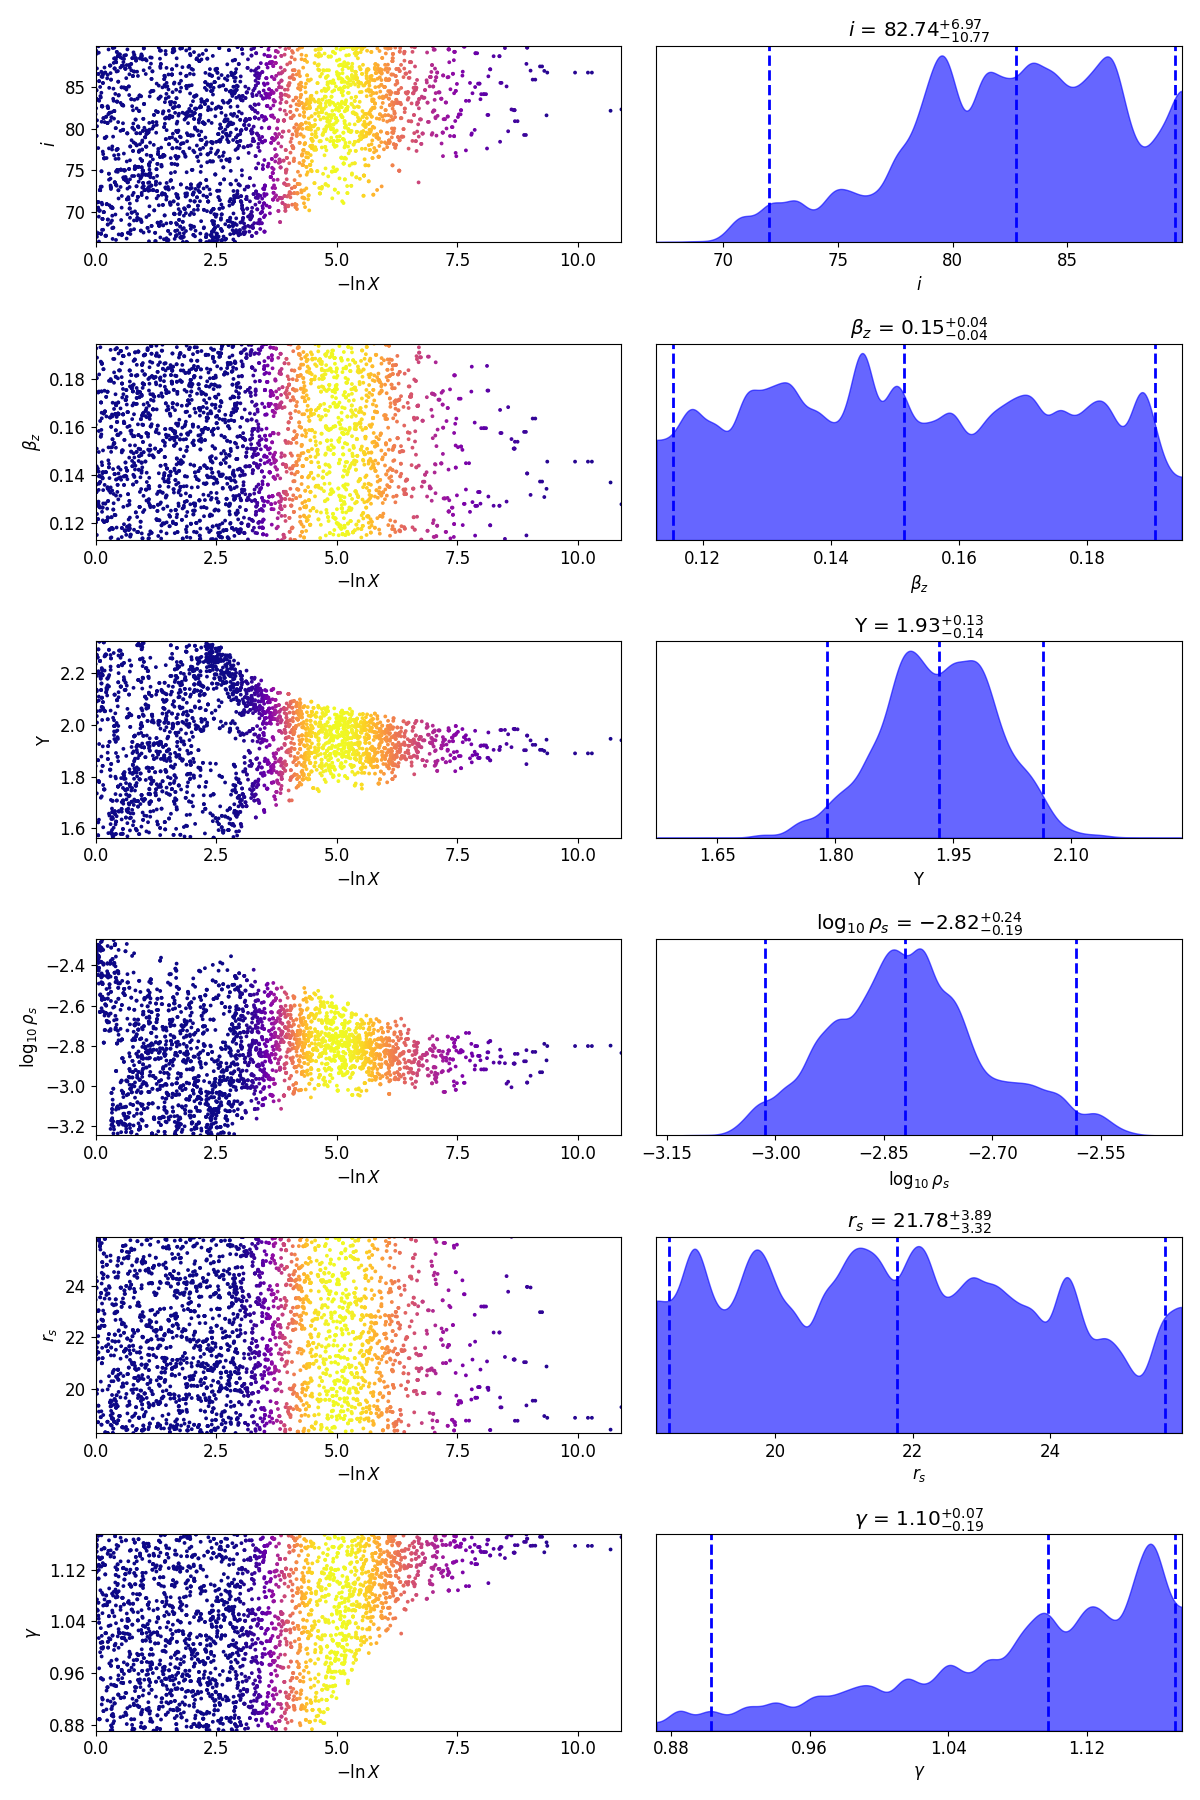 i = 82.74^{+6.97}_{-10.77}
85
80
75
70
i
0.0 2.5 5.0 7.5 10.0
−ln X
70 75 80 85
i
β_z = 0.15^{+0.04}_{-0.04}
0.18
0.16
0.14
0.12
β_z
0.0 2.5 5.0 7.5 10.0
−ln X
0.12 0.14 0.16 0.18
β_z
Y = 1.93^{+0.13}_{-0.14}
2.2
2.0
1.8
1.6
Y
0.0 2.5 5.0 7.5 10.0
−ln X
1.65 1.80 1.95 2.10
Y
log₁₀ ρ_s = −2.82^{+0.24}_{-0.19}
−2.4
−2.6
−2.8
−3.0
−3.2
log₁₀ ρ_s
0.0 2.5 5.0 7.5 10.0
−ln X
−3.15 −3.00 −2.85 −2.70 −2.55
log₁₀ ρ_s
r_s = 21.78^{+3.89}_{-3.32}
24
22
20
r_s
0.0 2.5 5.0 7.5 10.0
−ln X
20 22 24
r_s
γ = 1.10^{+0.07}_{-0.19}
1.12
1.04
0.96
0.88
γ
0.0 2.5 5.0 7.5 10.0
−ln X
0.88 0.96 1.04 1.12
γ